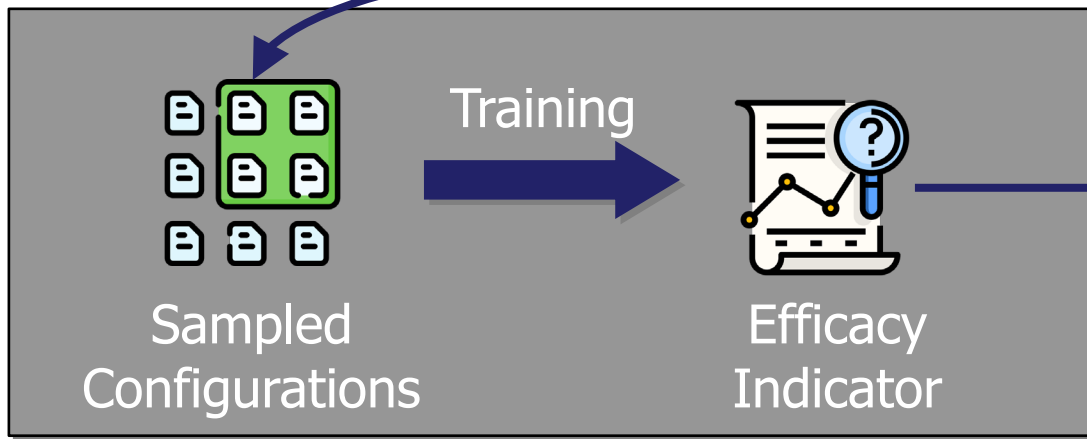 Training
?
Sampled
Configurations
Efficacy
Indicator